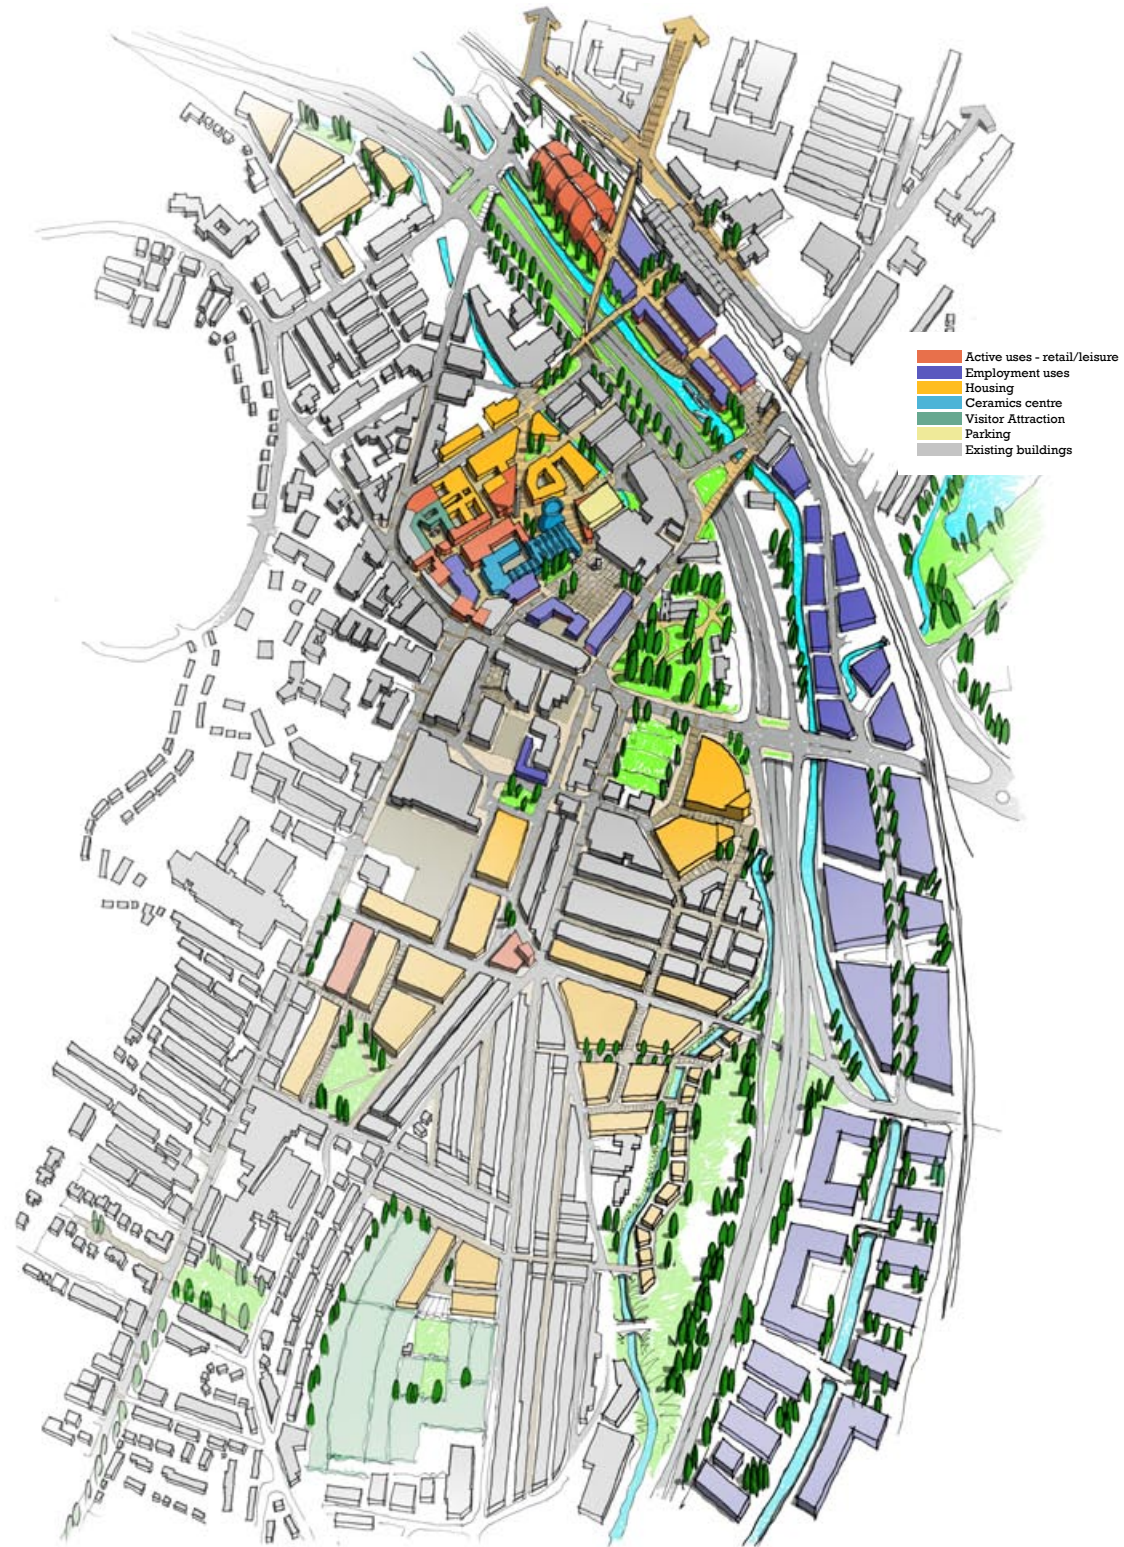 Active uses - retail/leisure
Employment uses
Housing
Ceramics centre
Visitor Attraction
Parking
Existing buildings